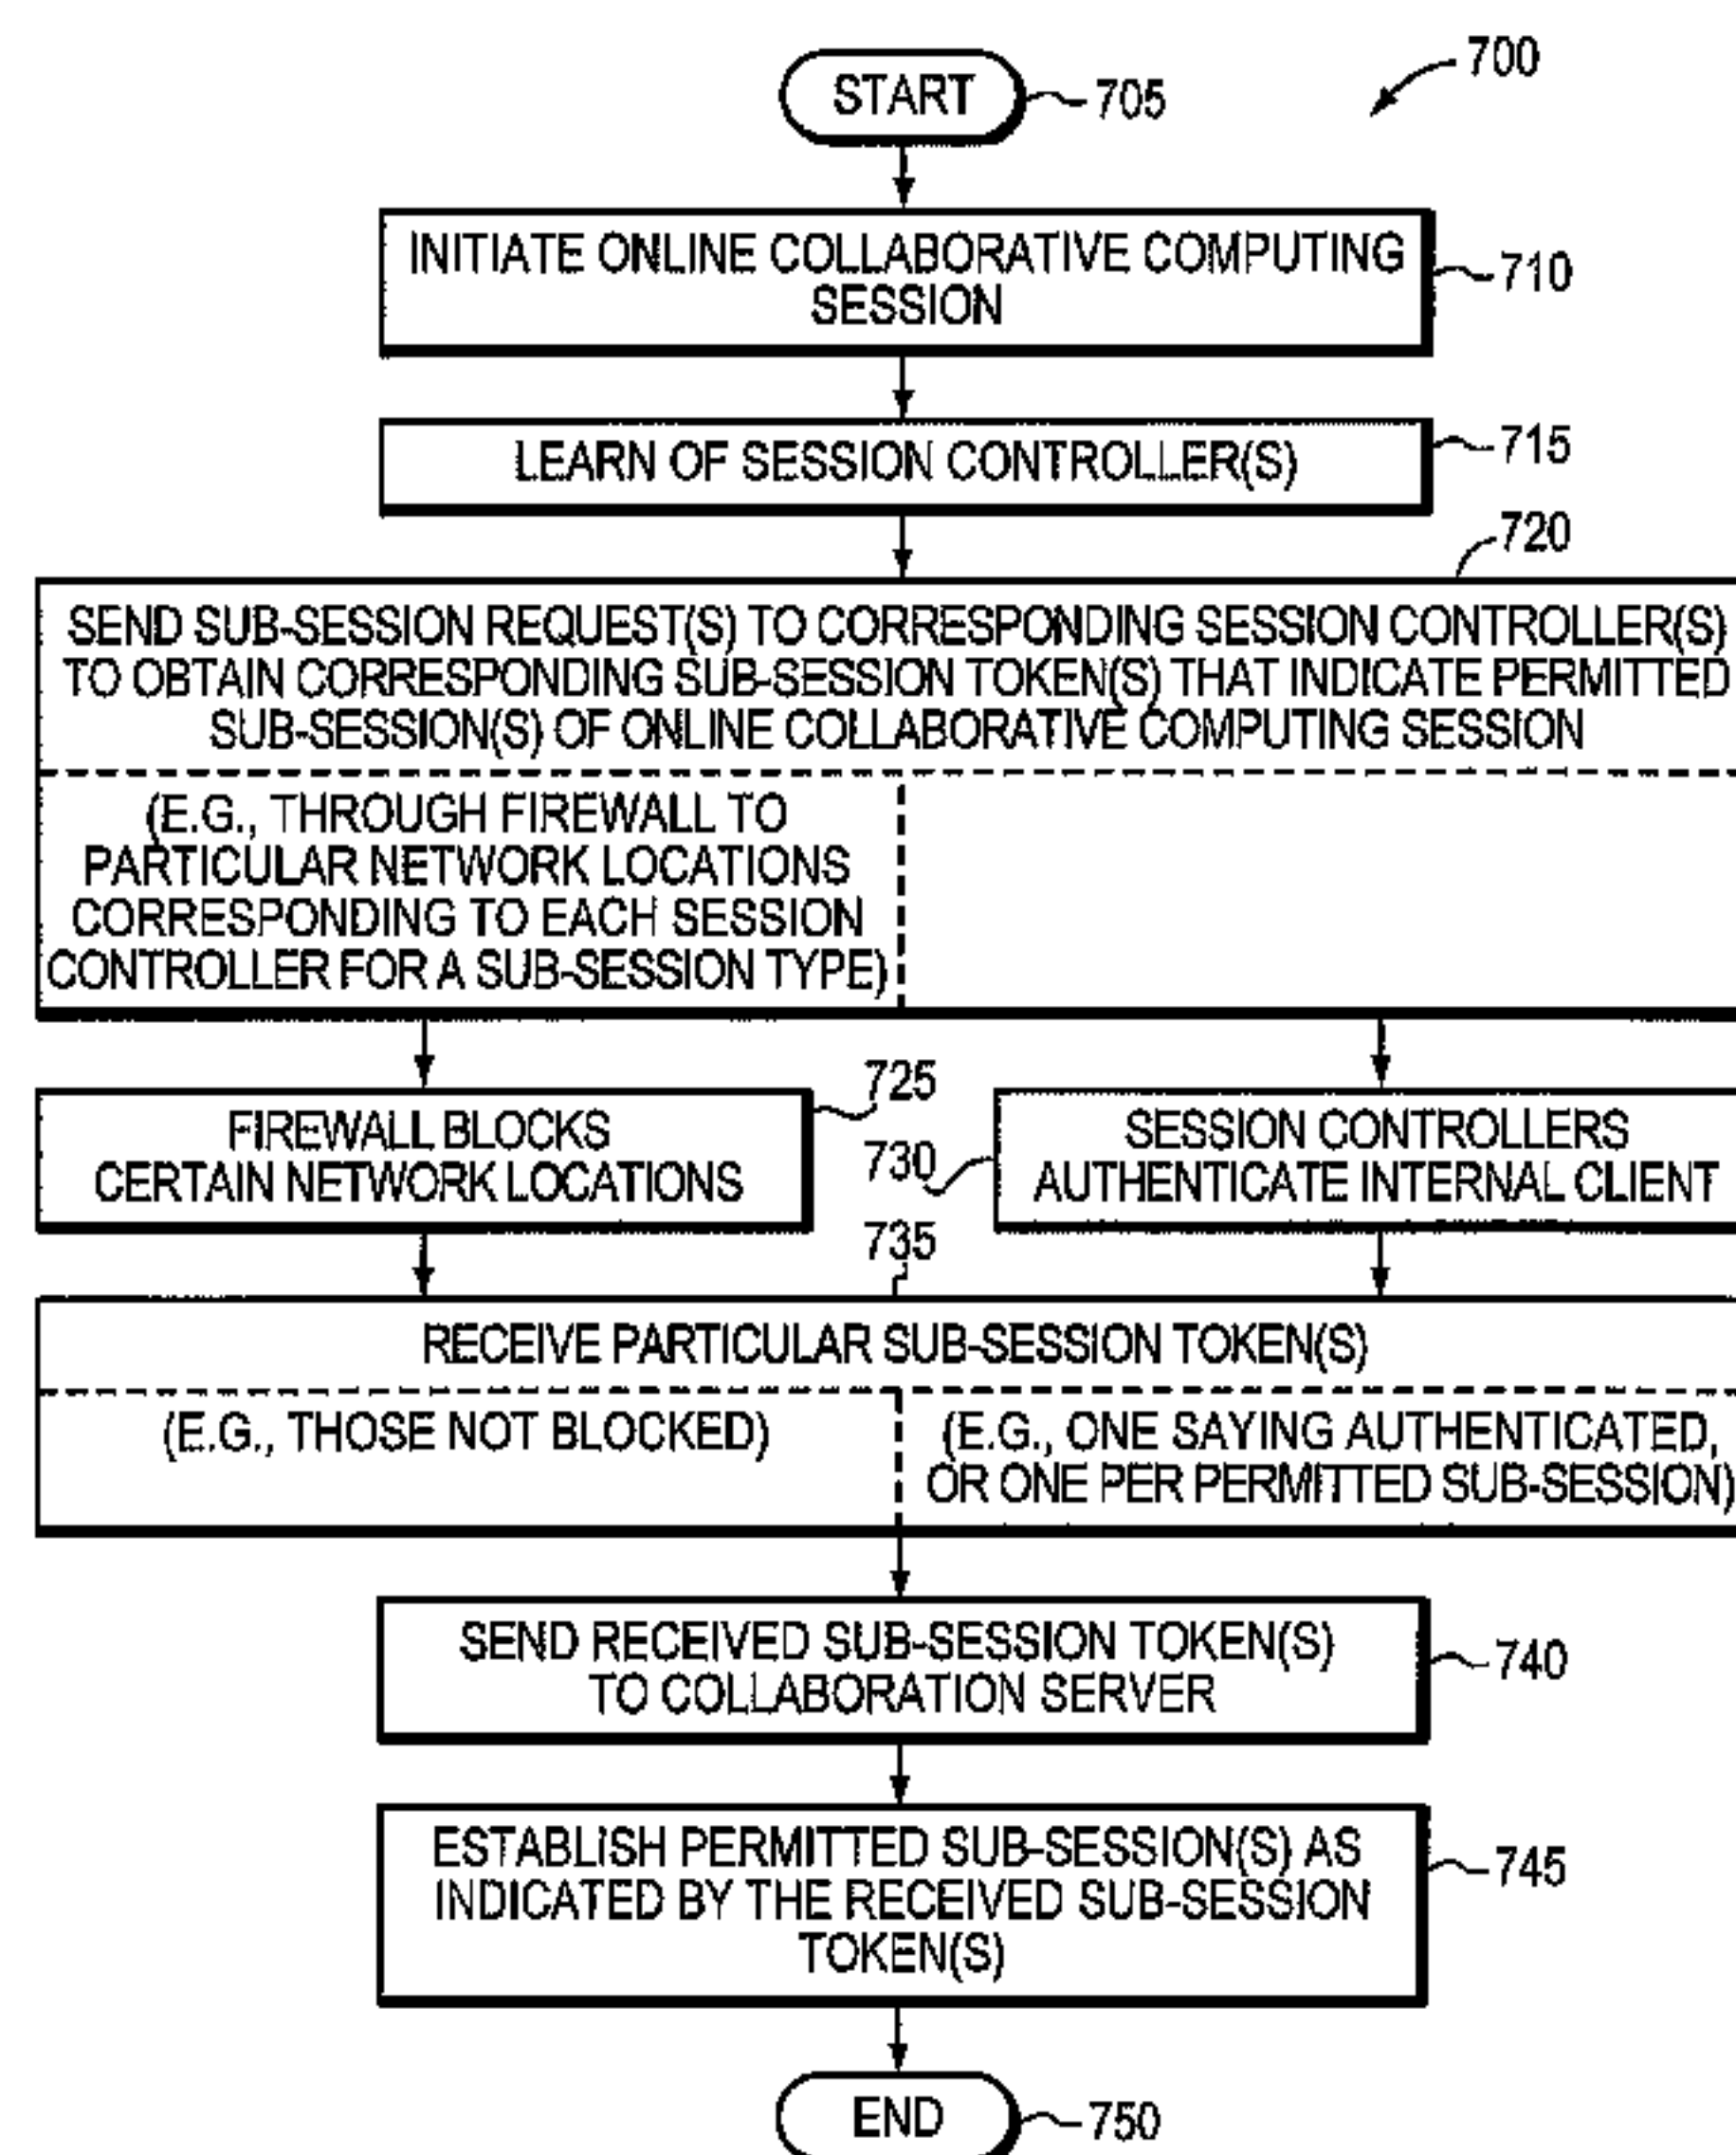 700
START
705
INITIATE ONLINE COLLABORATIVE COMPUTING
SESSION
710
LEARN OF SESSION CONTROLLER(S)
715
720
SEND SUB-SESSION REQUEST(S) TO CORRESPONDING SESSION CONTROLLER(S)
TO OBTAIN CORRESPONDING SUB-SESSION TOKEN(S) THAT INDICATE PERMITTED
SUB-SESSION(S) OF ONLINE COLLABORATIVE COMPUTING SESSION
(E.G., THROUGH FIREWALL TO
PARTICULAR NETWORK LOCATIONS
CORRESPONDING TO EACH SESSION
CONTROLLER FOR A SUB-SESSION TYPE)
FIREWALL BLOCKS
CERTAIN NETWORK LOCATIONS
725
730
SESSION CONTROLLERS
AUTHENTICATE INTERNAL CLIENT
735
RECEIVE PARTICULAR SUB-SESSION TOKEN(S)
(E.G., THOSE NOT BLOCKED)
(E.G., ONE SAYING AUTHENTICATED,
OR ONE PER PERMITTED SUB-SESSION)
SEND RECEIVED SUB-SESSION TOKEN(S)
TO COLLABORATION SERVER
740
ESTABLISH PERMITTED SUB-SESSION(S) AS
INDICATED BY THE RECEIVED SUB-SESSION
TOKEN(S)
745
END
750